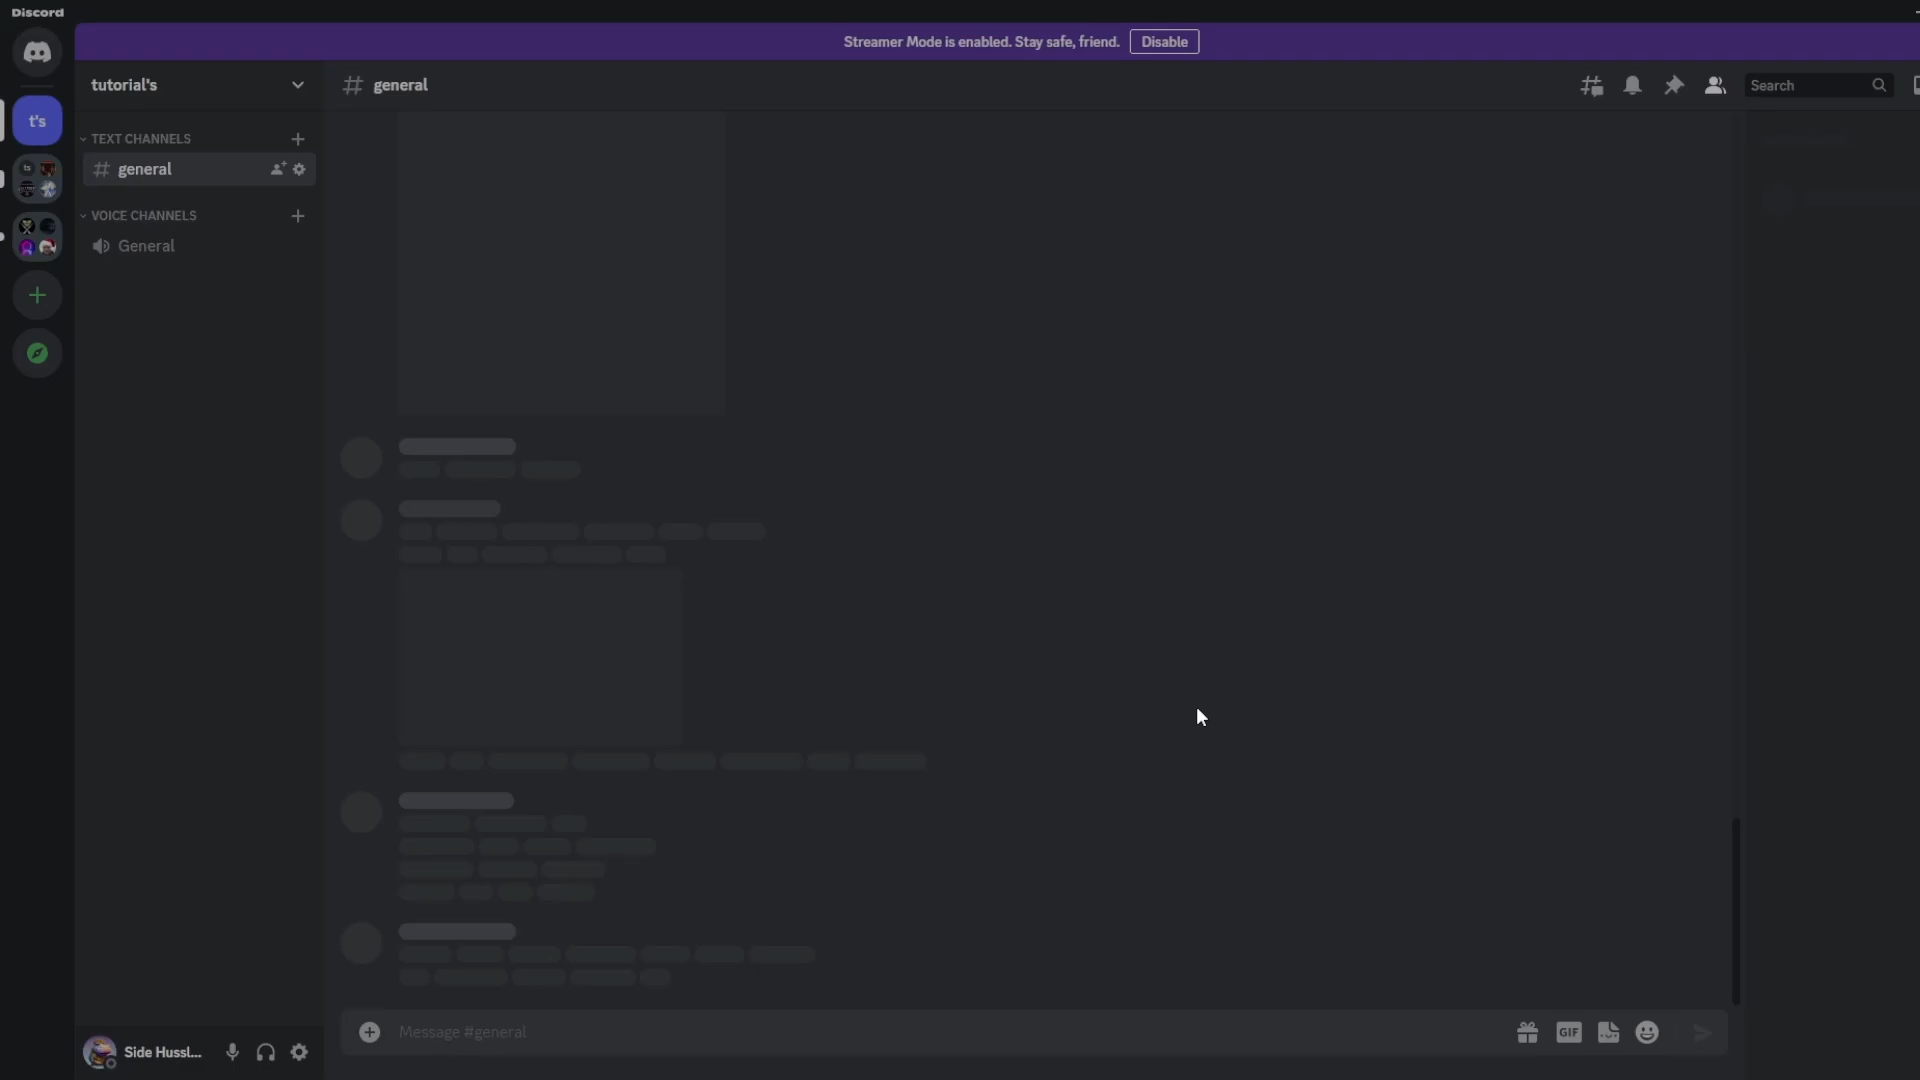 Discord
Streamer Mode is enabled. Stay safe, friend. Disable
tutorial's
general
Search
t's
TEXT CHANNELS
general
ts
VOICE CHANNELS
General
Message #general
GIF
Side Hussl...